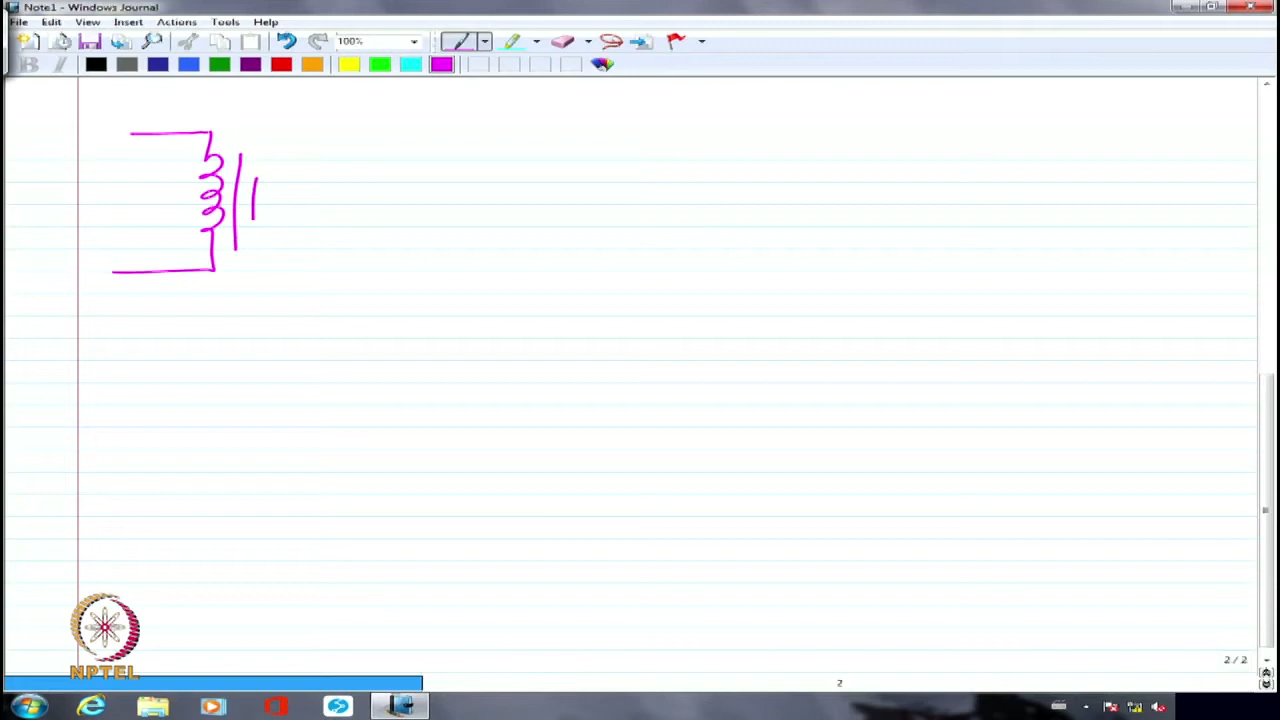 Note1 - Windows Journal
File Edit View Insert Actions Tools Help
100%
B I
2 / 2
NPTEL
2